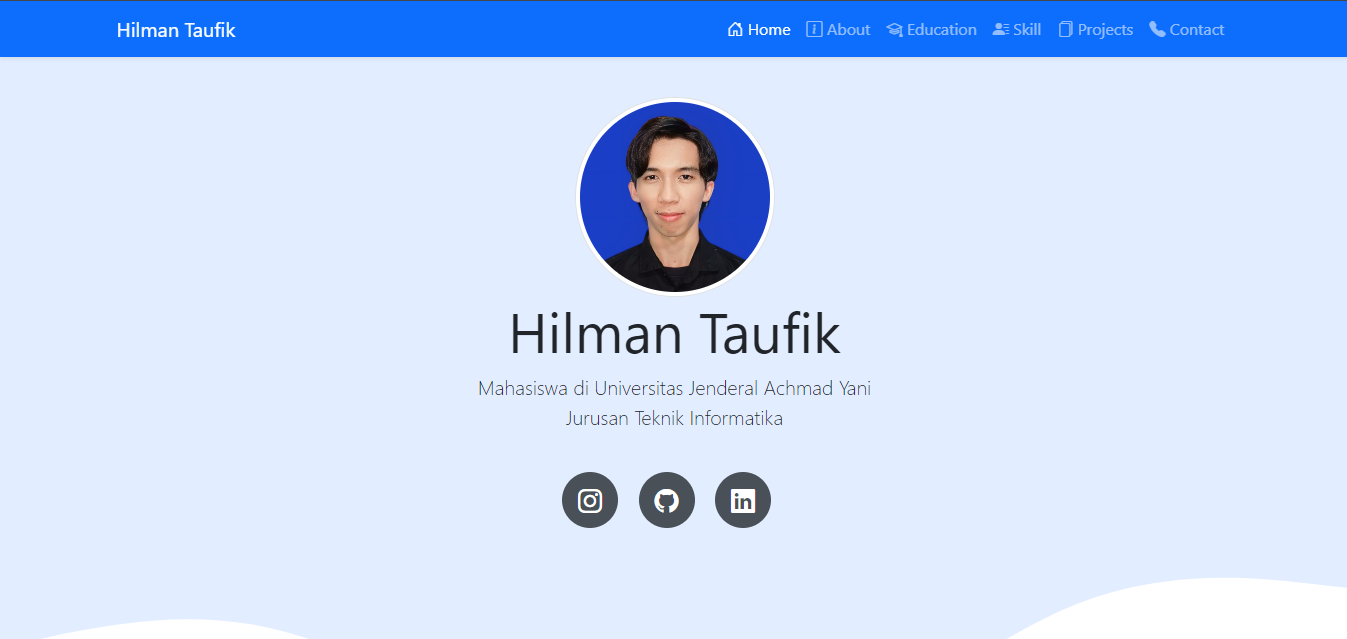 Hilman Taufik
Home About Education Skill Projects Contact
Hilman Taufik
Mahasiswa di Universitas Jenderal Achmad Yani
Jurusan Teknik Informatika